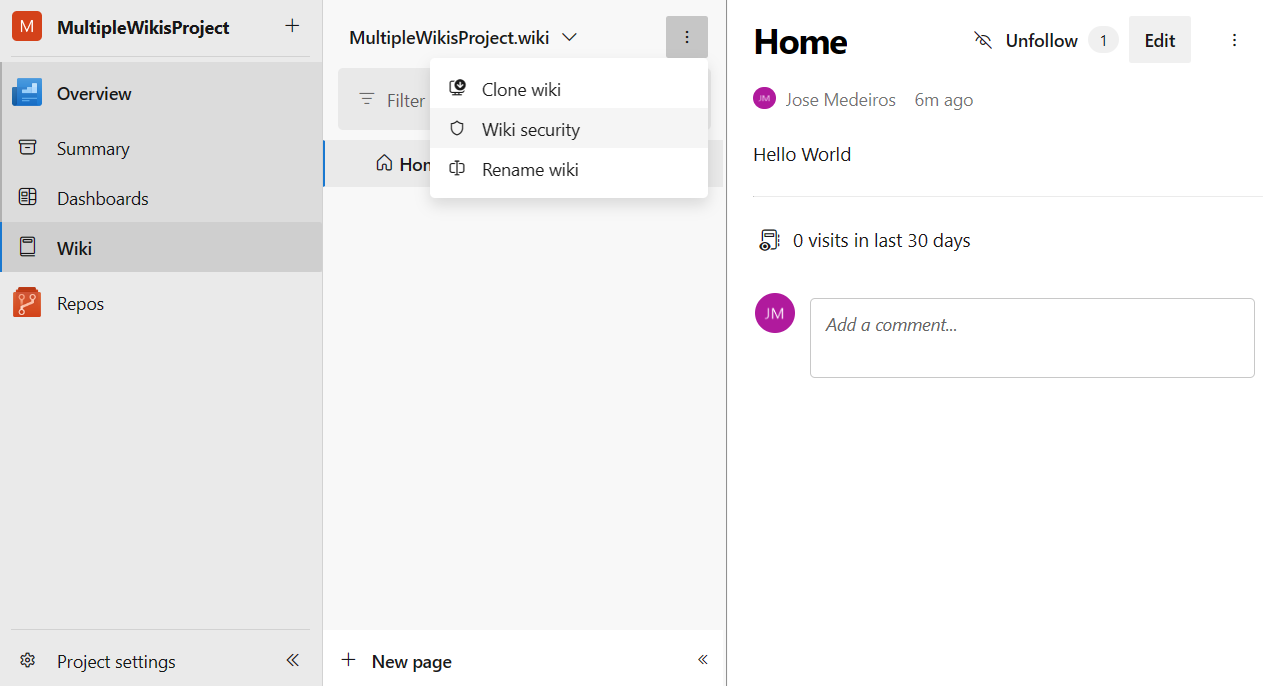 M MultipleWikisProject
Overview
Summary
Dashboards
Wiki
Repos
Project settings
MultipleWikisProject.wiki
Filter
Clone wiki
Wiki security
Rename wiki
New page
Home
Unfollow 1 Edit
JM Jose Medeiros 6m ago
Hello World
0 visits in last 30 days
JM Add a comment...